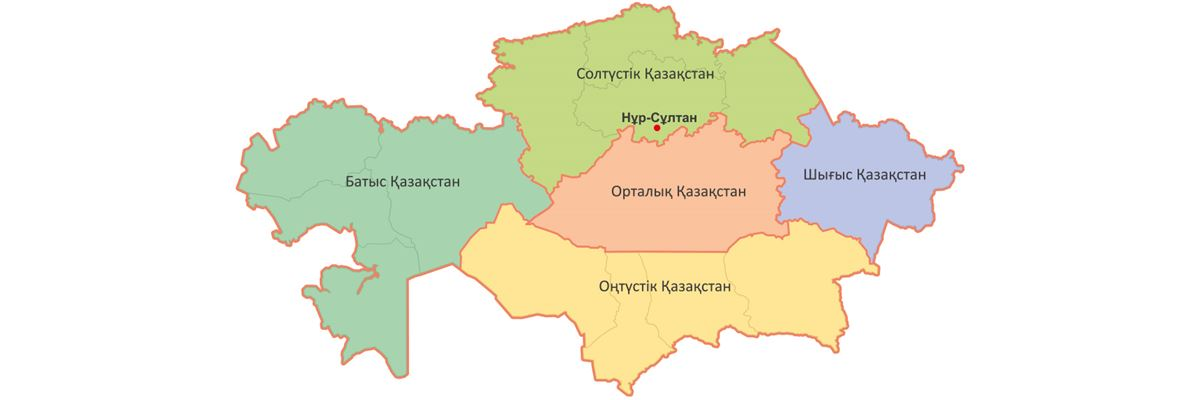 Солтүстік Қазақстан
Нұр-Сұлтан
Батыс Қазақстан
Орталық Қазақстан
Шығыс Қазақстан
Оңтүстік Қазақстан